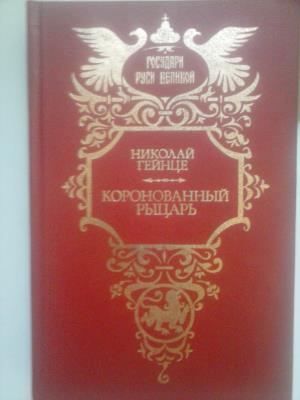 ГОСУДАРИ
РУСИ ВЕЛИКОЙ
НИКОЛАЙ
ГЕЙНЦЕ
КОРОНОВАННЫЙ
РЫЦАРЬ